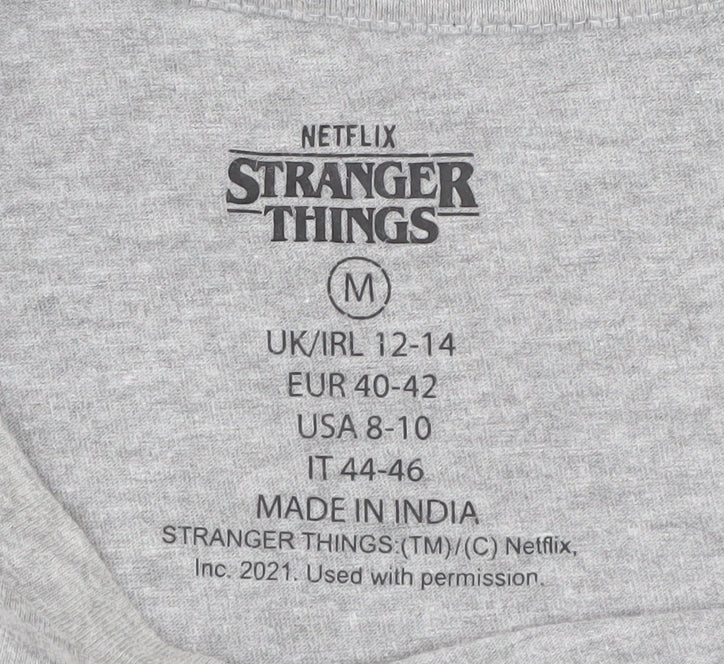 NETFLIX
STRANGER
THINGS
M
UK/IRL 12-14
EUR 40-42
USA 8-10
IT 44-46
MADE IN INDIA
STRANGER THINGS:(TM)/(C) Netflix,
Inc. 2021. Used with permission.